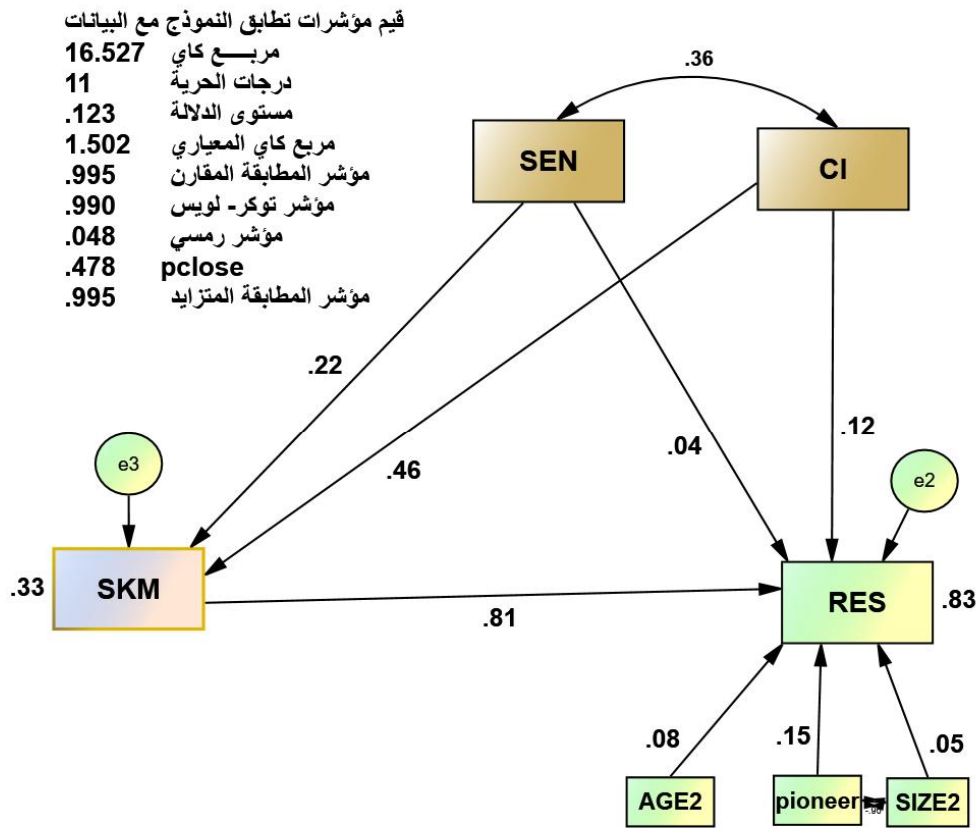 قيم مؤشرات تطابق النموذج مع البيانات
مربـــــع كاي 16.527
درجات الحرية 11
مستوى الدلالة .123
مربع كاي المعياري 1.502
مؤشر المطابقة المقارن .995
مؤشر توكر- لويس .990
مؤشر رمسي .048
pclose .478
مؤشر المطابقة المتزايد .995
.36
SEN
CI
.22
.46
.04
.12
e3
e2
.33
SKM
.81
RES
.83
.08
.15
.05
AGE2
pioneer
SIZE2